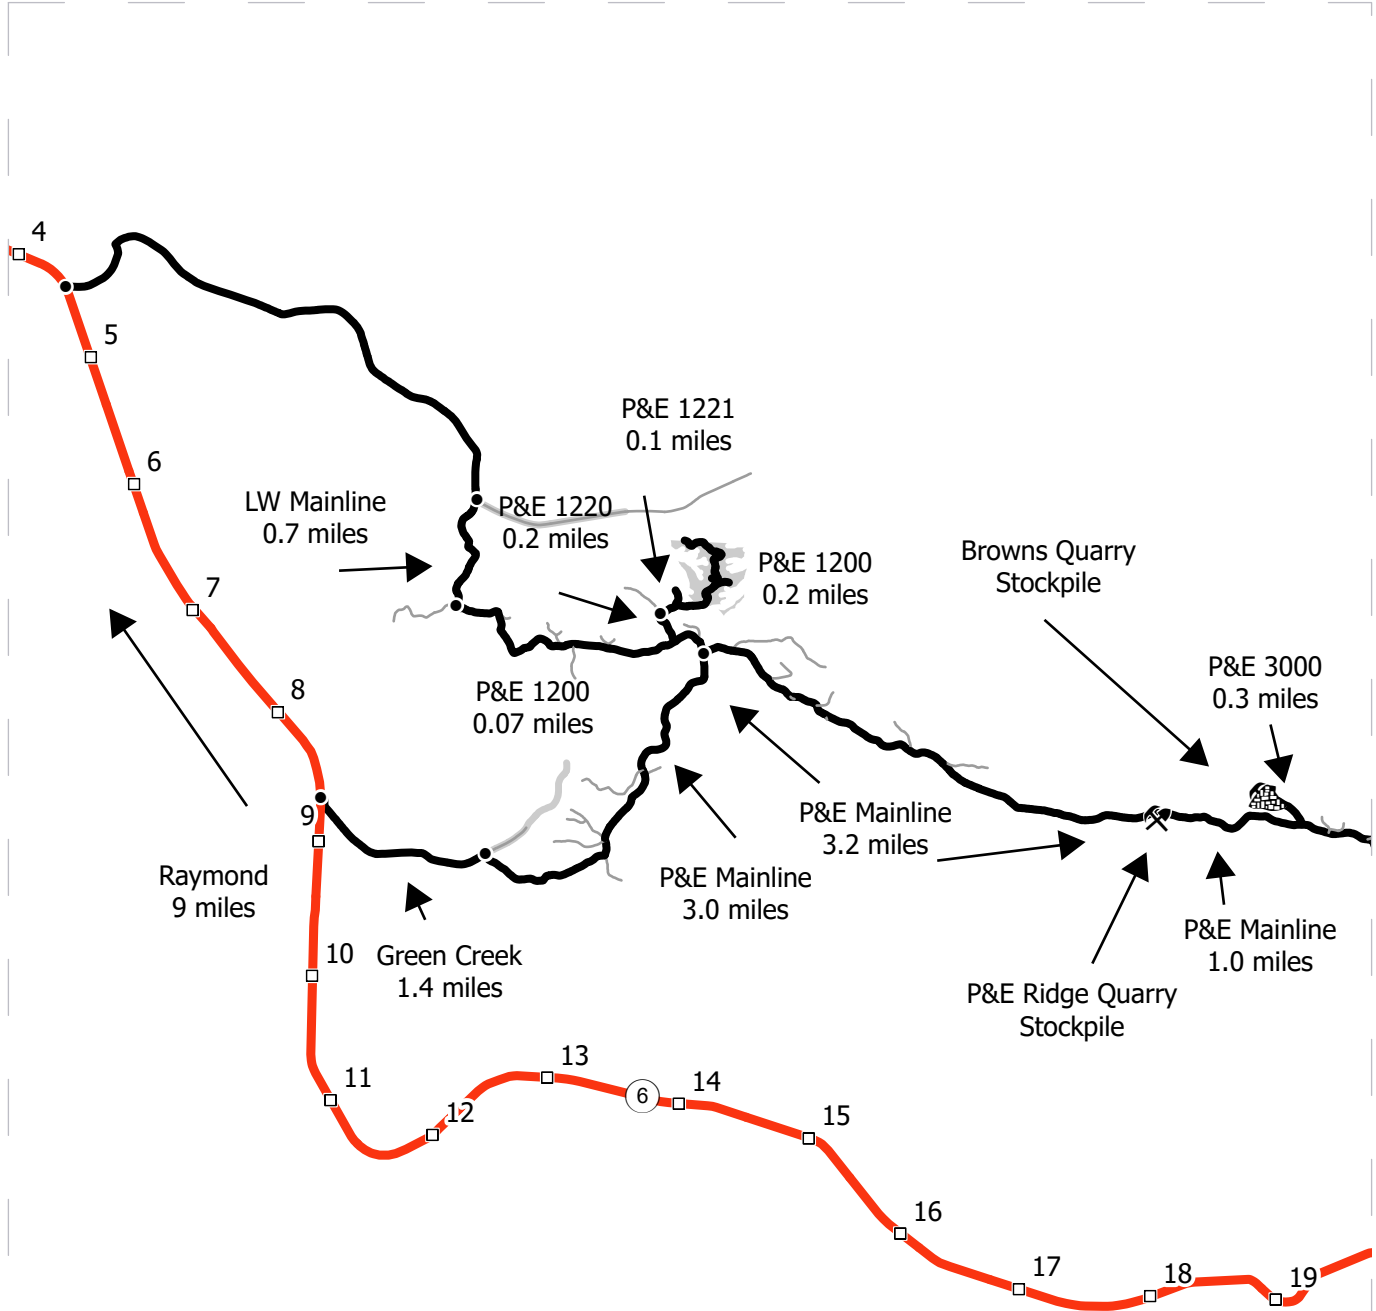 4
5
P&E 1221
0.1 miles
6
LW Mainline
0.7 miles
P&E 1220
0.2 miles
P&E 1200
0.2 miles
Browns Quarry
Stockpile
7
P&E 3000
0.3 miles
8
P&E 1200
0.07 miles
9
P&E Mainline
3.2 miles
Raymond
9 miles
P&E Mainline
3.0 miles
P&E Mainline
1.0 miles
10
Green Creek
1.4 miles
P&E Ridge Quarry
Stockpile
11
12
13
6
14
15
16
17
18
19